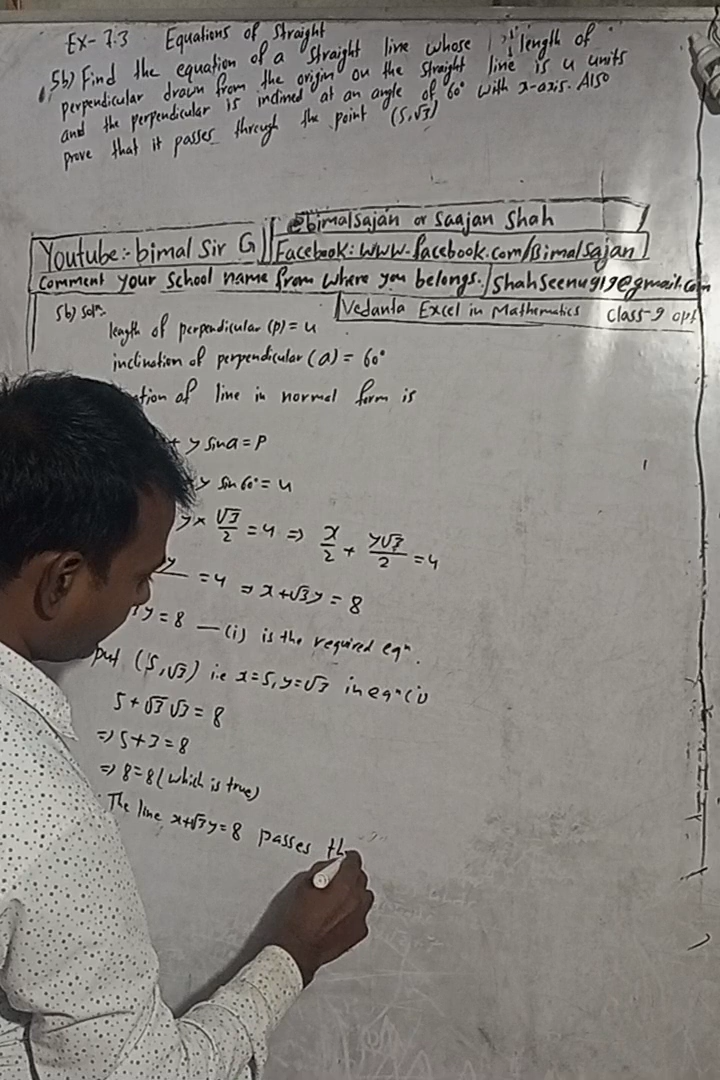 Ex- 7.3 Equations of Straight
5b) Find the equation of a straight line whose length of
perpendicular drawn from the origin on the straight line is 4 units
and the perpendicular is inclined at an angle of 60° with x-axis. Also
prove that it passes through the point (5,√3)
@bimalsajan or Saajan Shah
Youtube:- bimal Sir G
Facebook: www.facebook.com/Bimalsajan
Comment your School name from where you belongs. shahseenu919@gmail.com
Vedanta Excel in Mathematics Class-9 opt
5b) soln:-
length of perpendicular (p) = 4
inclination of perpendicular (α) = 60°
tion of line in normal form is
+ y sinα = P
y sin 60° = 4
y × √3/2 = 4 => x/2 + y√3/2 = 4
y = 4 => x+√3y = 8
3y = 8 — (i) is the required eqn.
put (5,√3) i.e x=5, y=√3 in eqn (i)
5 + √3 √3 = 8
=> 5+3 = 8
=> 8=8 (which is true)
The line x+√3y=8 passes th